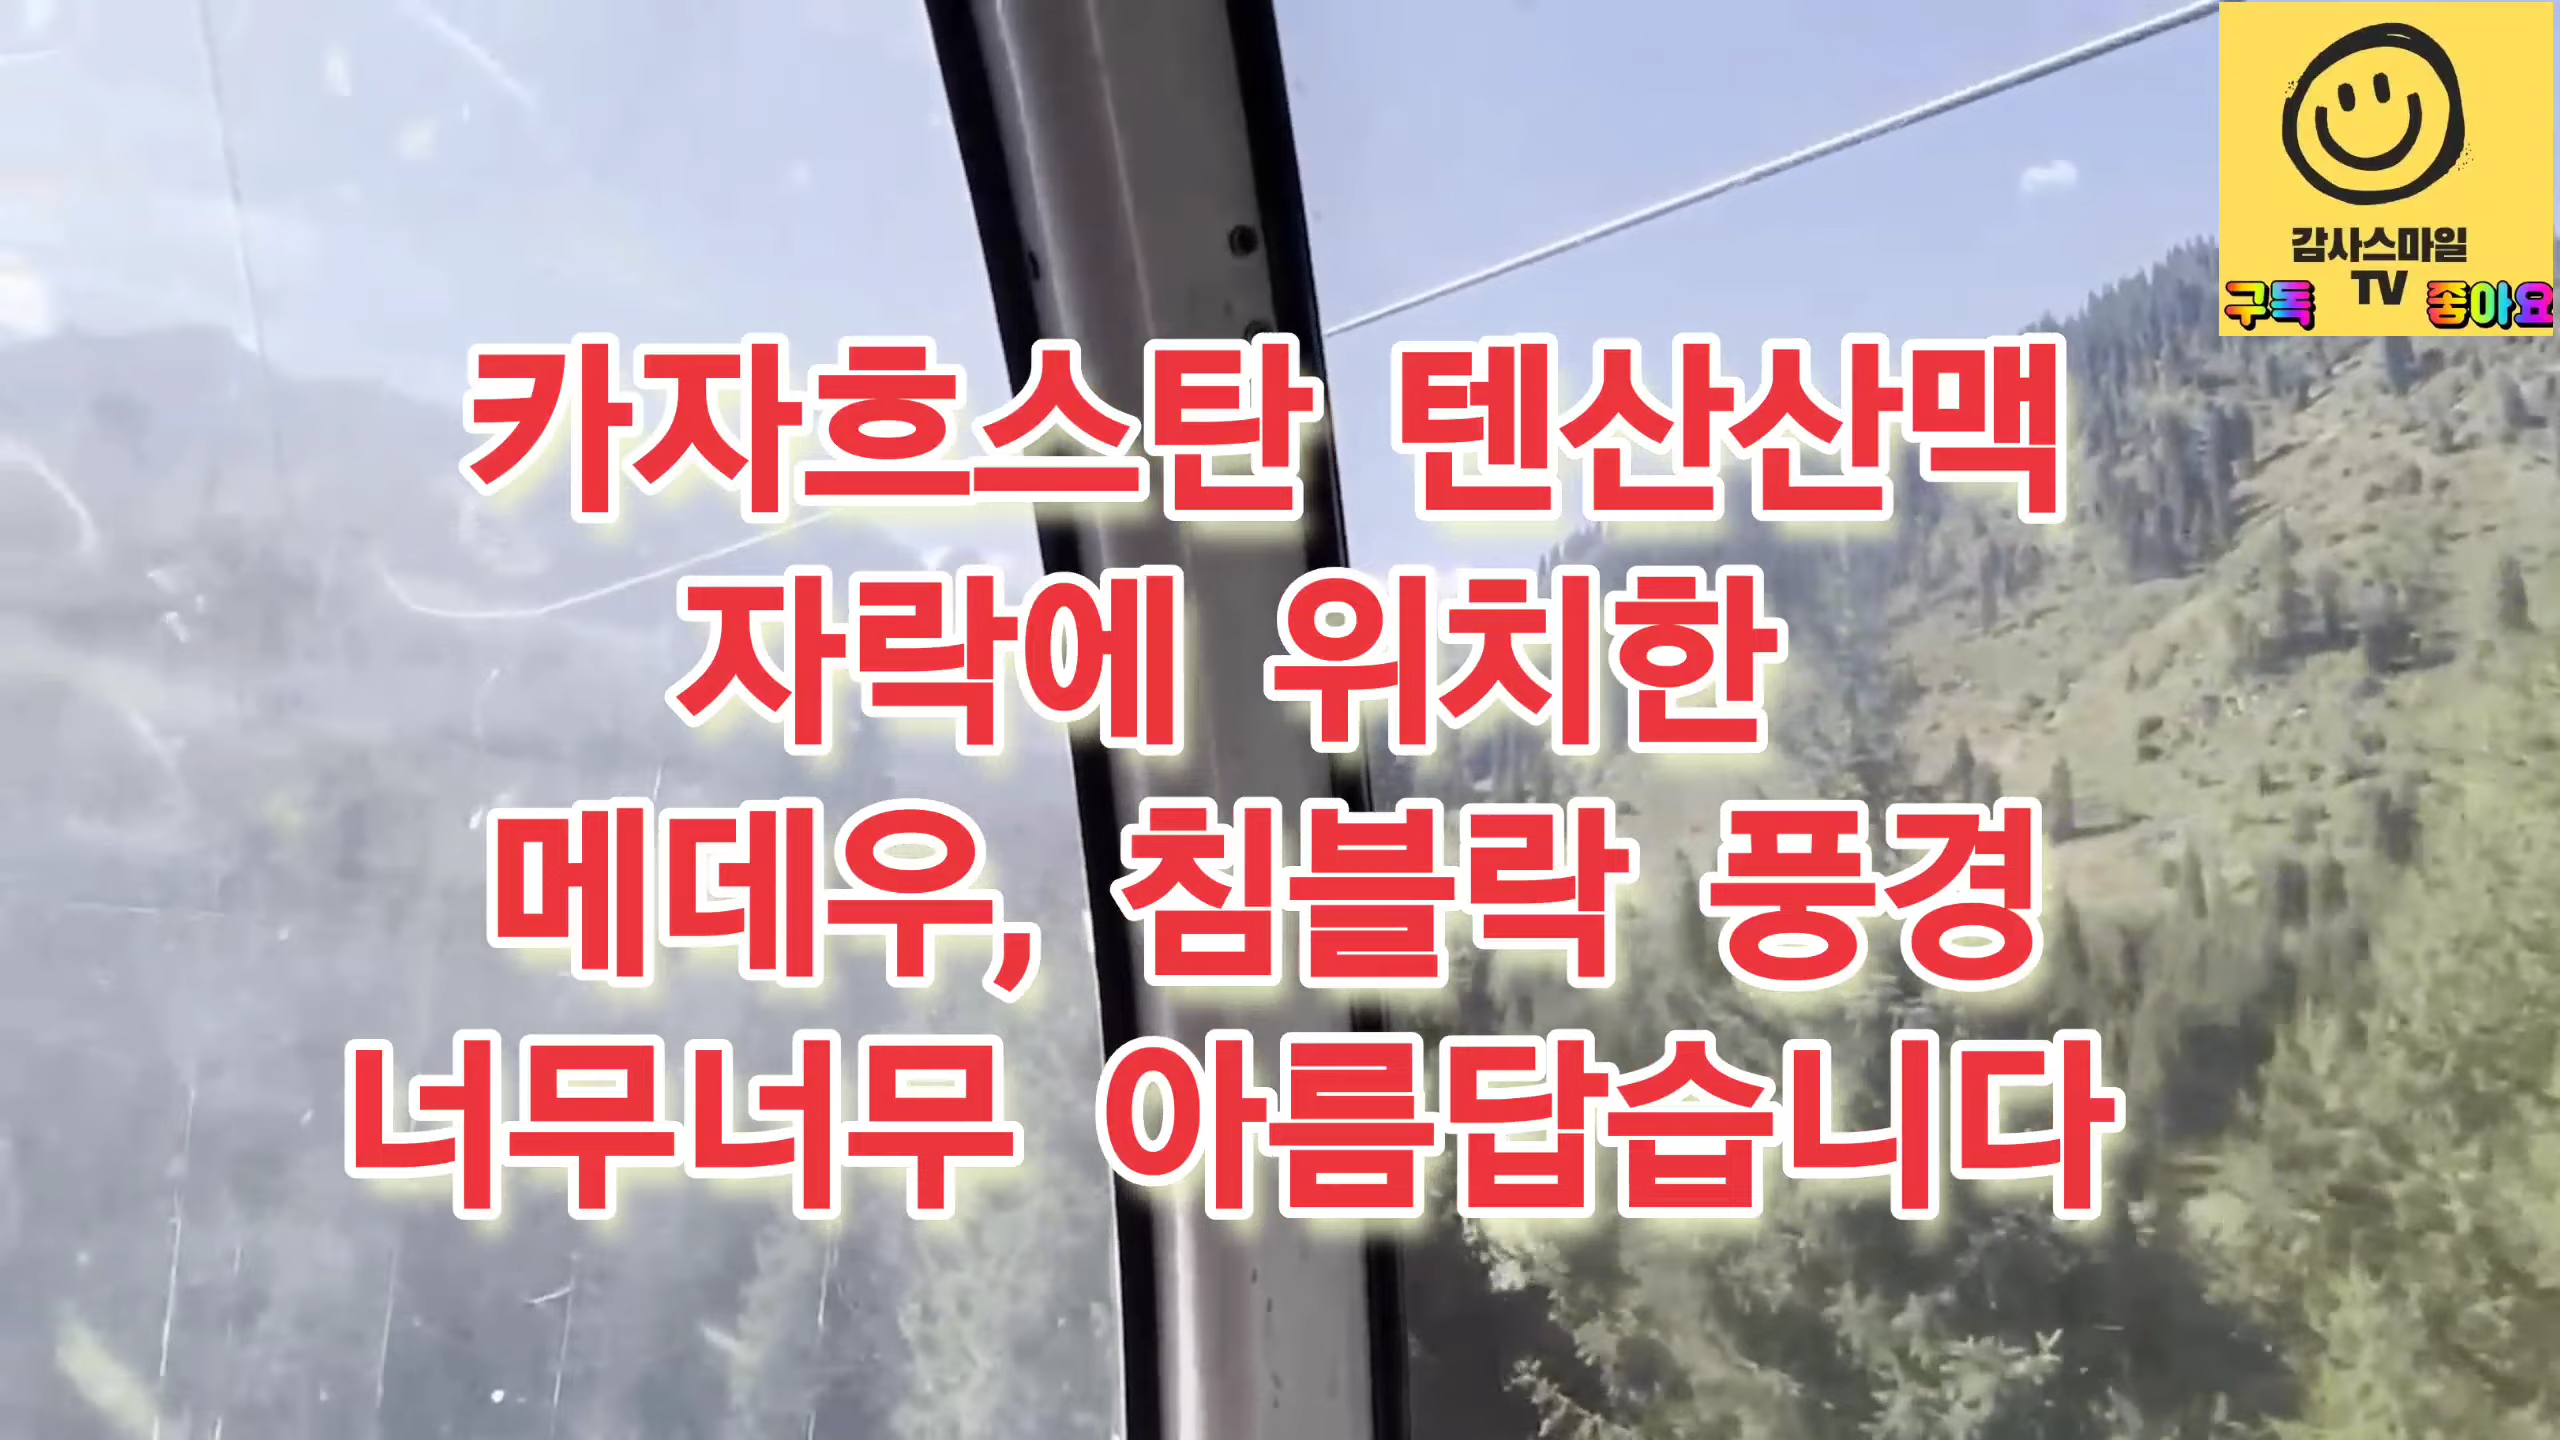 감사스마일
TV
구독 좋아요
카자흐스탄 텐산산맥
자락에 위치한
메데우, 침블락 풍경
너무너무 아름답습니다